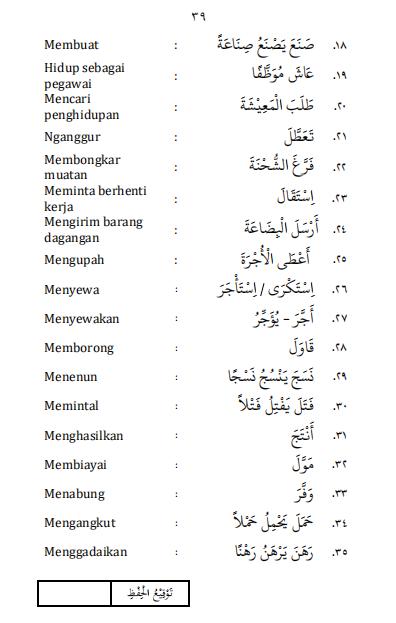 ٣٩
١٨. صَنَعَ يَصْنَعُ صِنَاعَةً : Membuat
١٩. عَاشَ مُوَظَّفًا : Hidup sebagai
pegawai
٢٠. طَلَبَ الْمَعِيْشَةَ : Mencari
penghidupan
٢١. تَعَطَّلَ : Nganggur
٢٢. فَرَّغَ الشُّحْنَةَ : Membongkar
muatan
٢٣. اِسْتَقَالَ : Meminta berhenti
kerja
٢٤. أَرْسَلَ الْبِضَاعَةَ : Mengirim barang
dagangan
٢٥. أَعْطَى الْأُجْرَةَ : Mengupah
٢٦. اِسْتَكْرَى / اِسْتَأْجَرَ : Menyewa
٢٧. أَجَّرَ – يُؤَجِّرُ : Menyewakan
٢٨. قَاوَلَ : Memborong
٢٩. نَسَجَ يَنْسُجُ نَسْجًا : Menenun
٣٠. فَتَلَ يَفْتِلُ فَتْلاً : Memintal
٣١. أَنْتَجَ : Menghasilkan
٣٢. مَوَّلَ : Membiayai
٣٣. وَفَّرَ : Menabung
٣٤. حَمَلَ يَحْمِلُ حَمْلاً : Mengangkut
٣٥. رَهَنَ يَرْهَنُ رَهْنًا : Menggadaikan
تَوْقِيْعُ الْحِفْظِ